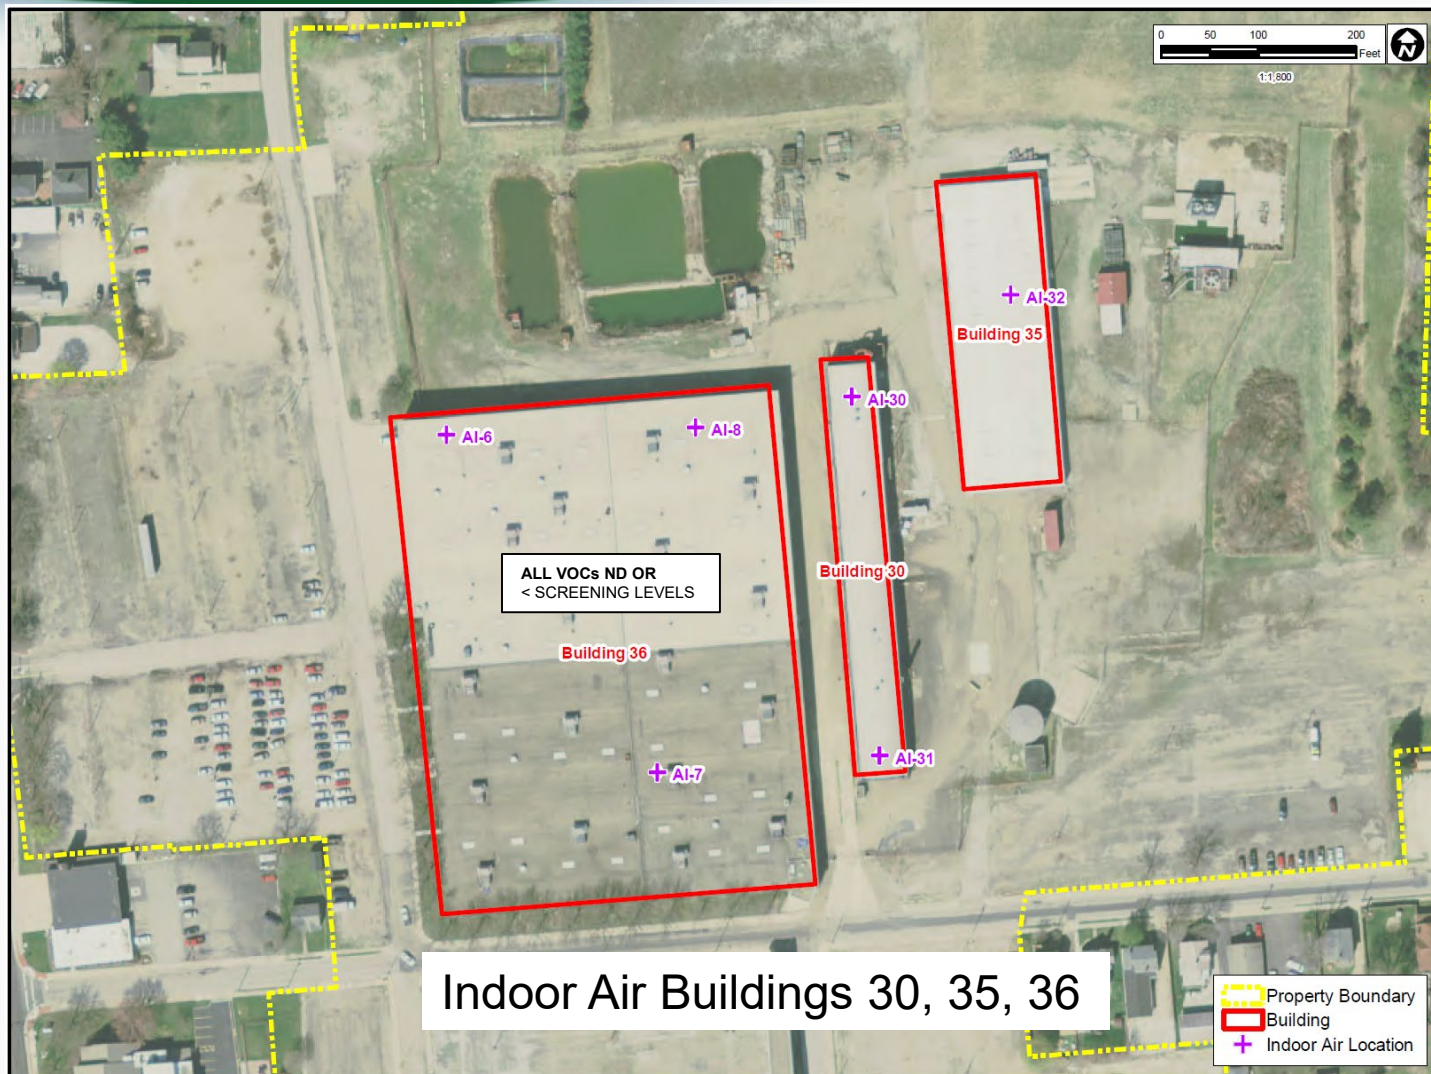 0 50 100 200
Feet
N
1:1,800
AI-32
Building 35
AI-30
AI-6
AI-8
ALL VOCs ND OR
< SCREENING LEVELS
Building 30
Building 36
AI-31
AI-7
Indoor Air Buildings 30, 35, 36
Property Boundary
Building
Indoor Air Location